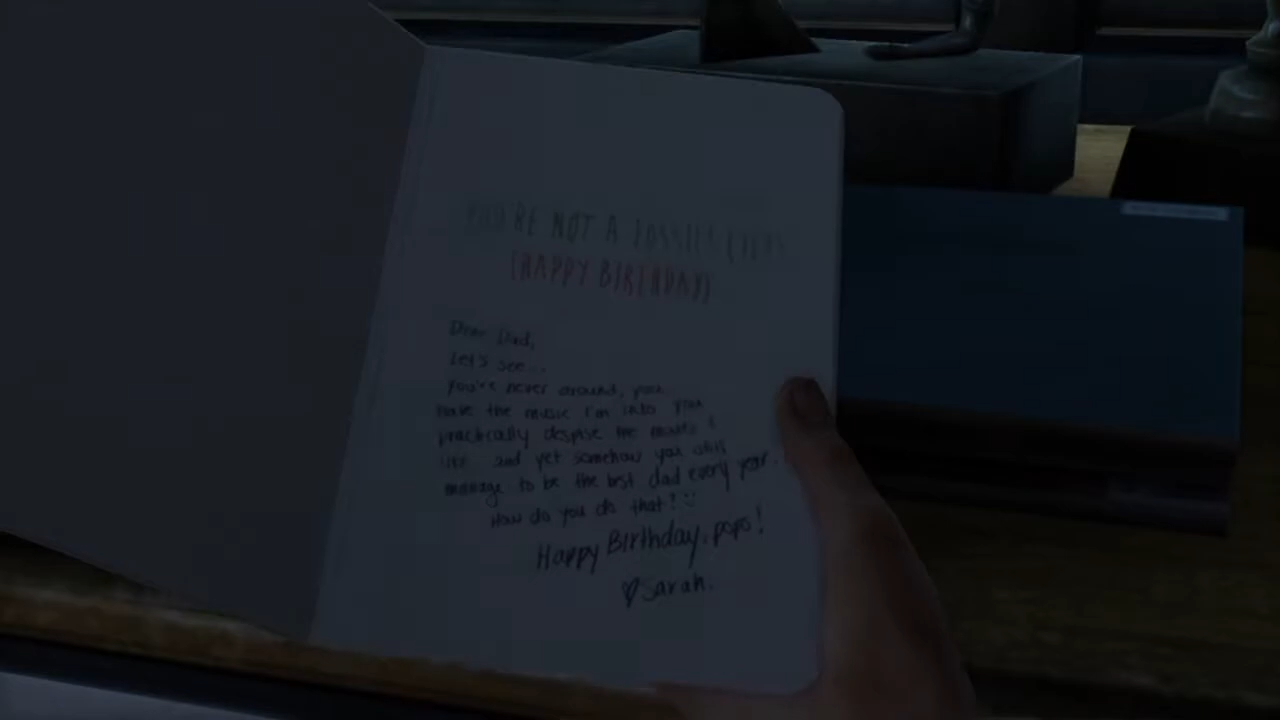 YOU'RE NOT A FOSSIL
(HAPPY BIRTHDAY)
Dear Dad,
Let's see...
You're never around, you
hate the music I'm into you
practically despise the movies I
like and yet somehow you still
manage to be the best dad every year.
How do you do that! :)
Happy Birthday, pops!
♡ Sarah.